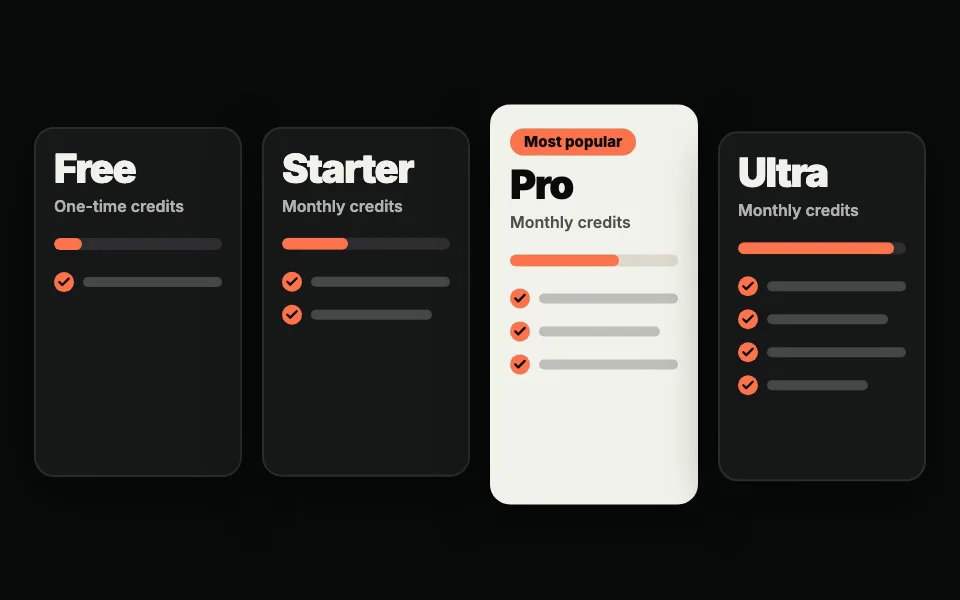 Free
One-time credits
Starter
Monthly credits
Most popular
Pro
Monthly credits
Ultra
Monthly credits